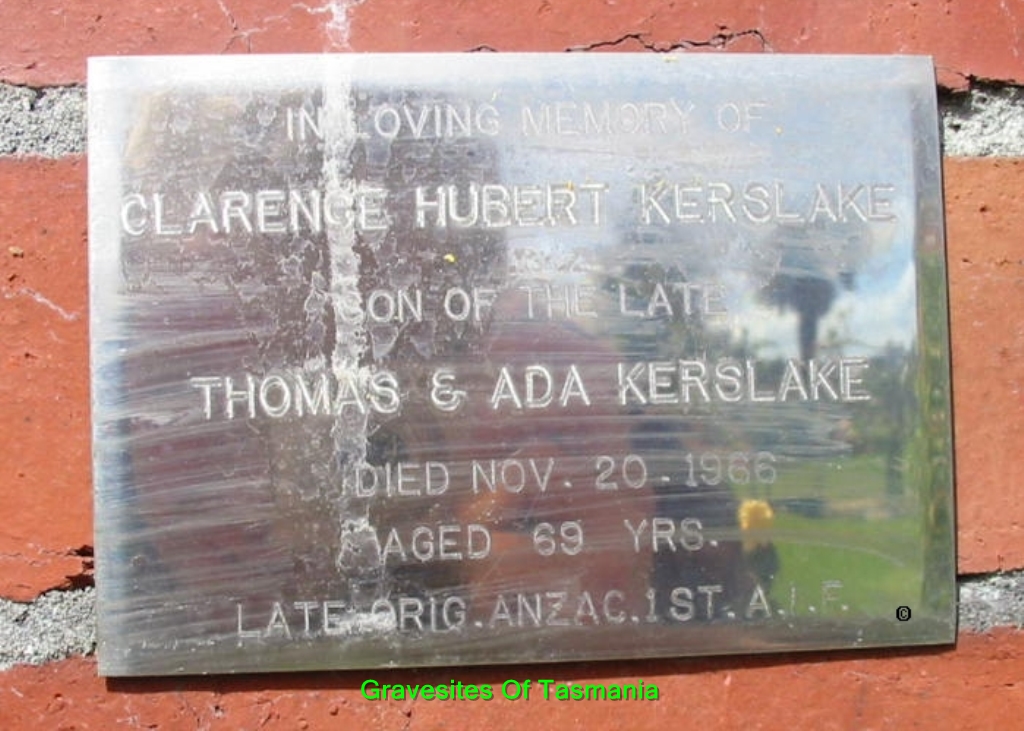 IN LOVING MEMORY OF
CLARENCE HUBERT KERSLAKE
SON OF THE LATE
THOMAS & ADA KERSLAKE
DIED NOV. 20. 1966
AGED 69 YRS.
LATE ORIG. ANZAC. 1ST. A.I.F.
©
Gravesites Of Tasmania